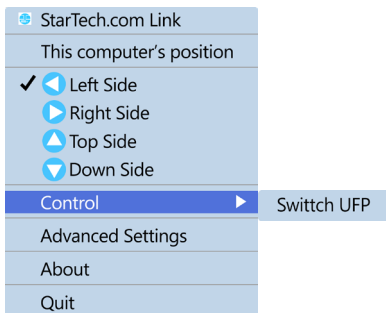 StarTech.com Link
This computer's position
Left Side
Right Side
Top Side
Down Side
Control
Swittch UFP
Advanced Settings
About
Quit